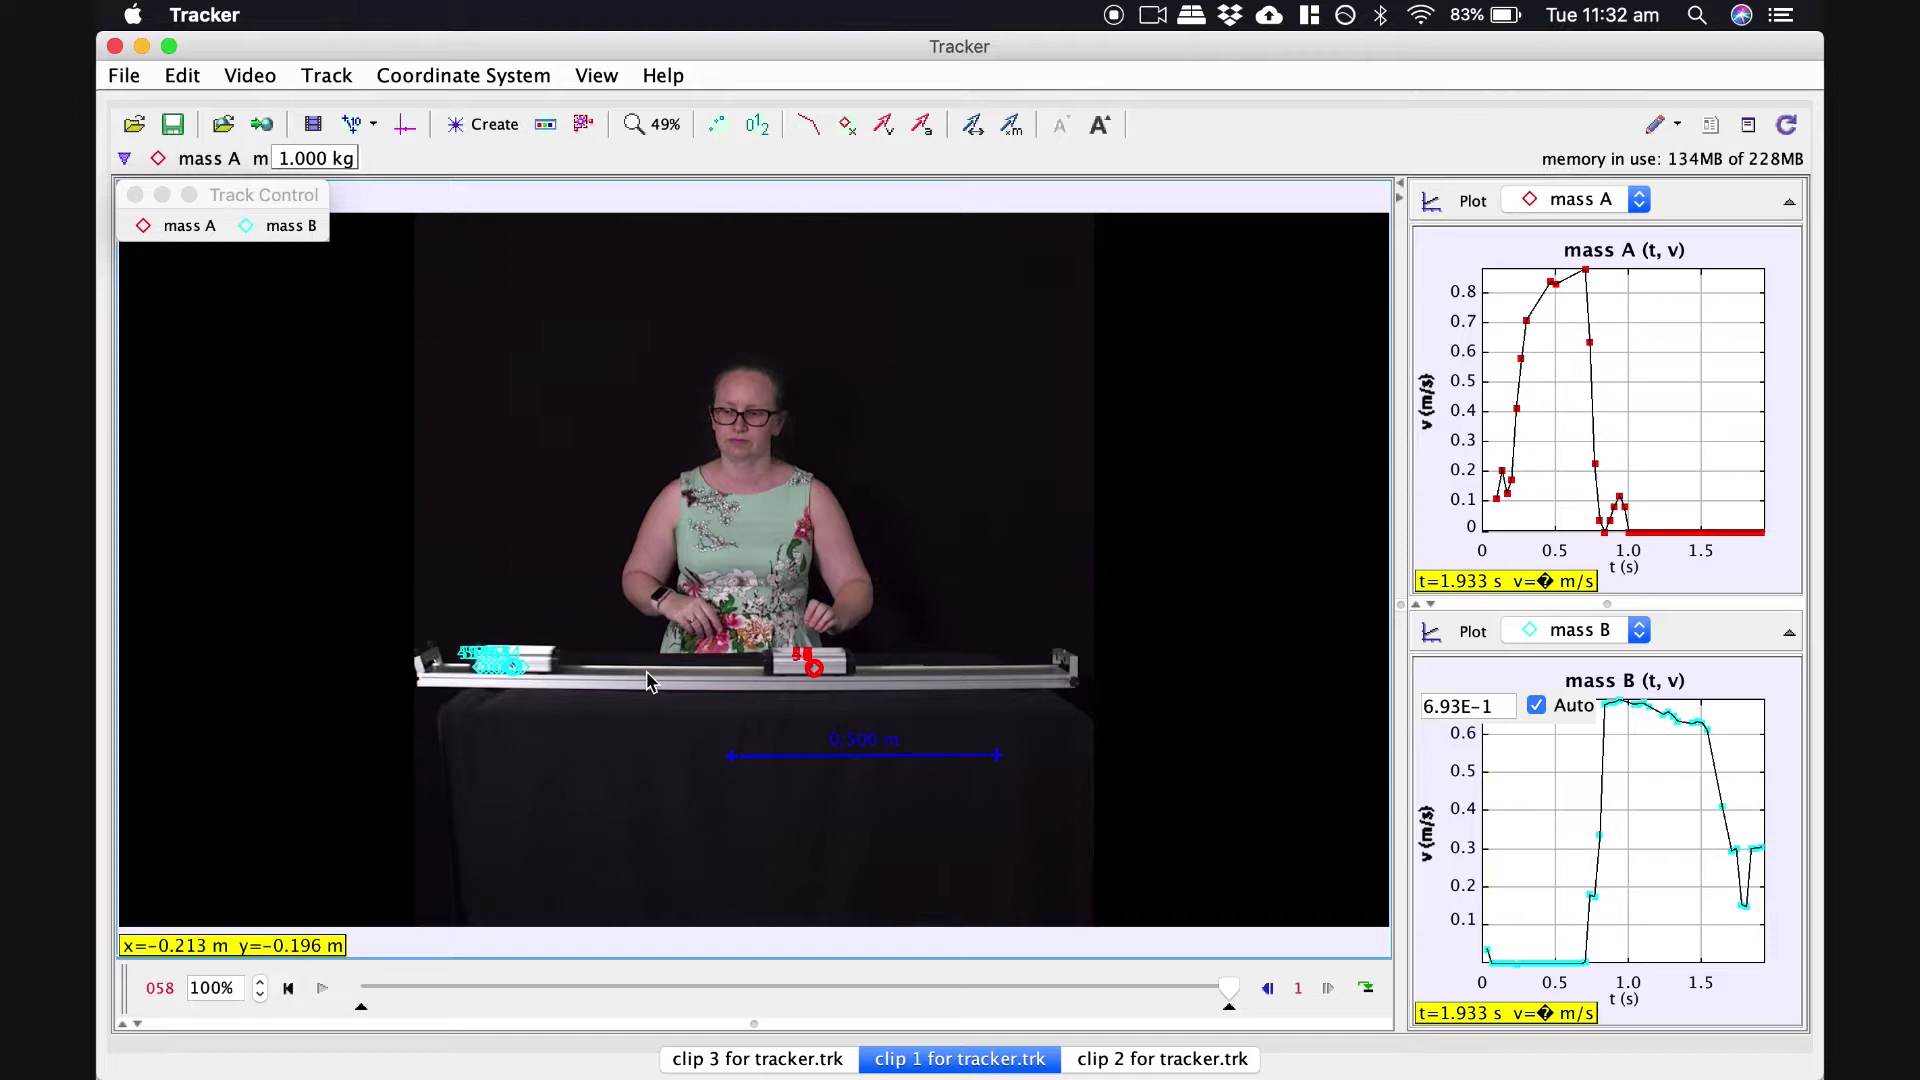 Tracker
83%
Tue 11:32 am
Tracker
File Edit Video Track Coordinate System View Help
Create
49%
mass A m 1.000 kg
memory in use: 134MB of 228MB
Track Control
mass A mass B
Plot mass A
mass A (t, v)
0.8
0.7
0.6
0.5
0.4
0.3
0.2
0.1
0
v (m/s)
0 0.5 1.0 1.5
t (s)
t=1.933 s v=� m/s
Plot mass B
mass B (t, v)
6.93E-1 Auto
0.6
0.5
0.4
0.3
0.2
0.1
v (m/s)
0 0.5 1.0 1.5
t (s)
t=1.933 s v=� m/s
0.500 m
x=-0.213 m y=-0.196 m
058 100% 1
clip 3 for tracker.trk clip 1 for tracker.trk clip 2 for tracker.trk